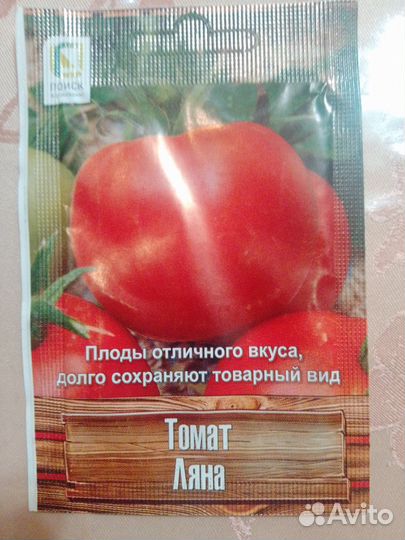 ПОИСК
Плоды отличного вкуса,
долго сохраняют товарный вид
Томат
Ляна
Avito